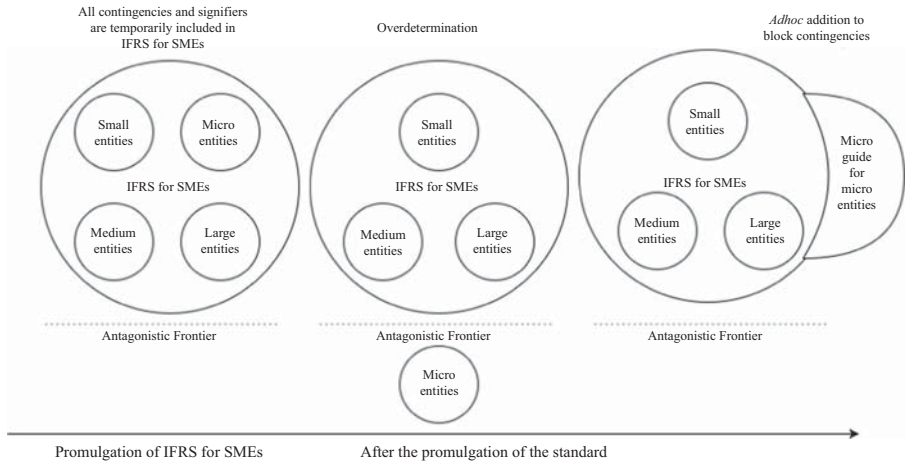 All contingencies and signifiers
are temporarily included in
IFRS for SMEs
Small
entities
Micro
entities
IFRS for SMEs
Medium
entities
Large
entities
Antagonistic Frontier
Overdetermination
Small
entities
IFRS for SMEs
Medium
entities
Large
entities
Antagonistic Frontier
Micro
entities
Adhoc addition to
block contingencies
Small
entities
IFRS for SMEs
Medium
entities
Large
entities
Micro
guide
for
micro
entities
Antagonistic Frontier
Promulgation of IFRS for SMEs
After the promulgation of the standard